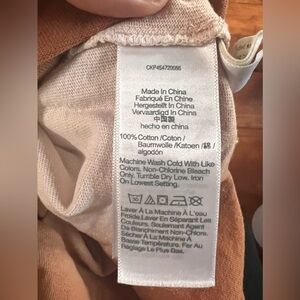 CKP454720086
Made In China
Fabriqué En Chine
Hergestellt In China
Vervaardigd In China
中国製
hecho en china
100% Cotton /Coton /
Baumwolle /Katoen /綿 /
algodón
Machine Wash Cold With Like
Colors. Non-Chlorine Bleach
Only. Tumble Dry Low. Iron
On Lowest Setting.
Laver À La Machine À L'eau
Froide.Laver En Séparant Les
Couleurs. Seulement Agent
De Blanchiment Non-Chloré.
Sécher À La Machine À
Basse Température. Fer Au
Réglage Le Plus Bas.